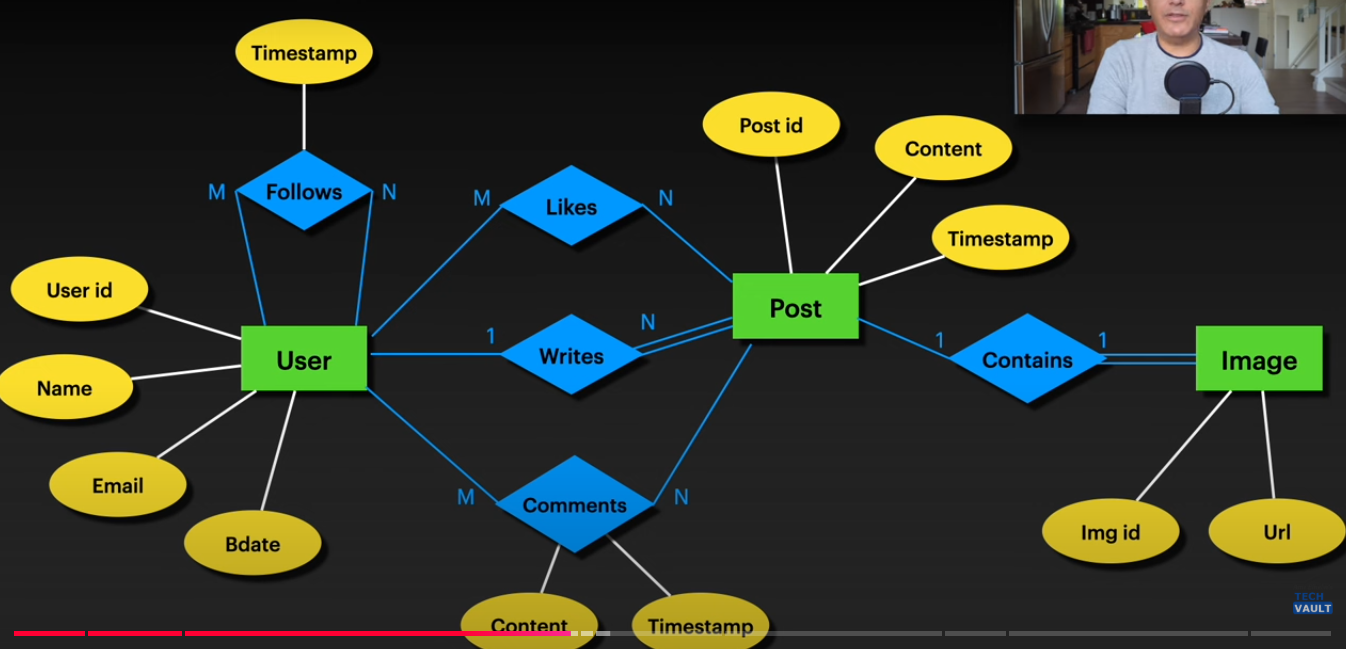 Timestamp
M
Follows
N
M
Likes
N
Post id
Content
Timestamp
User id
Name
Email
Bdate
User
1
Writes
N
Post
1
Contains
1
Image
M
Comments
N
Content
Timestamp
Img id
Url
TECH
VAULT